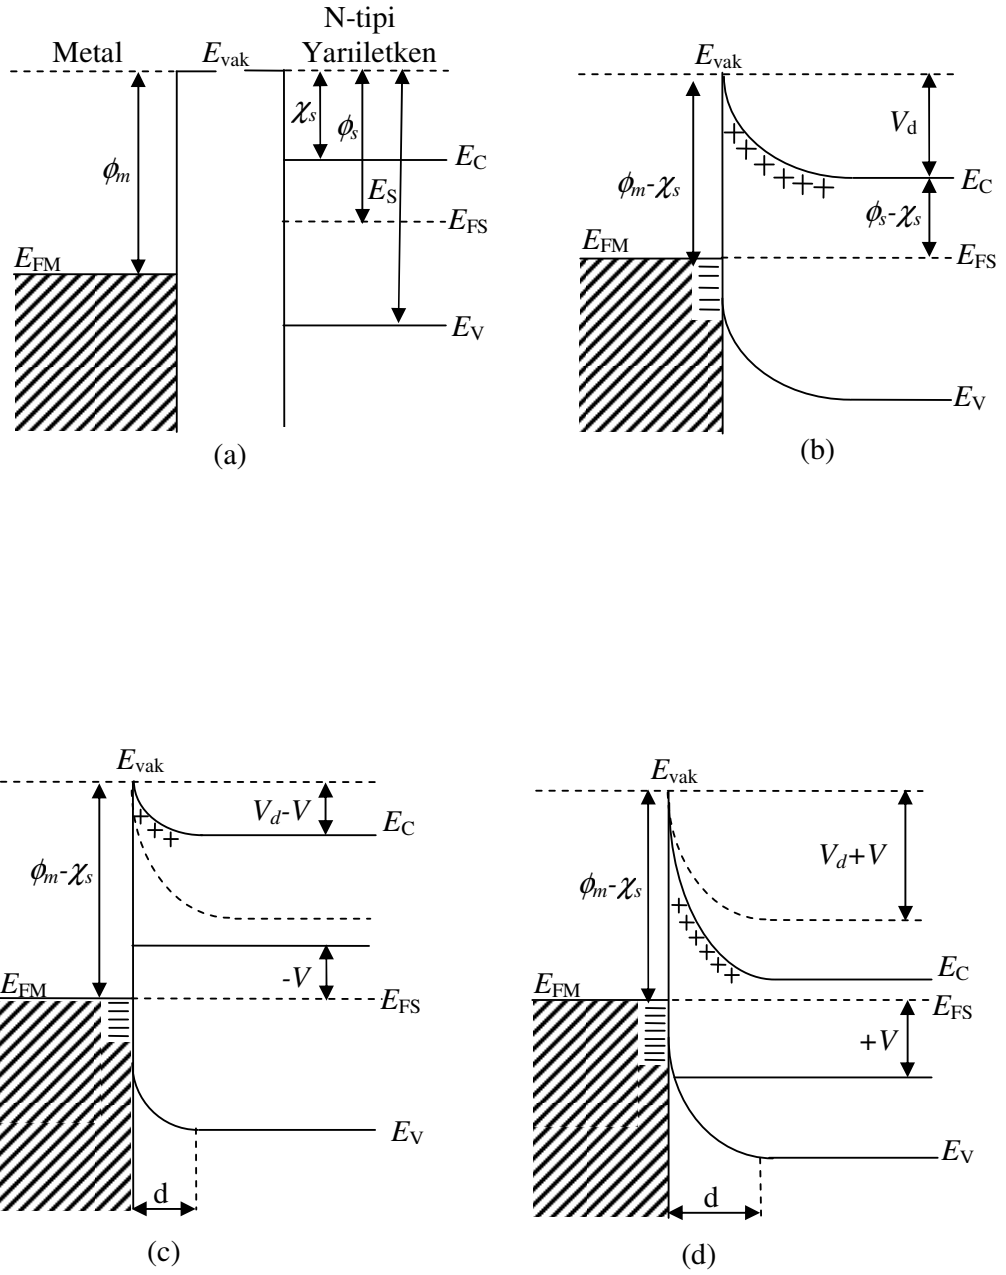 N-tipi
Metal
E_vak
Yarıiletken
χ_s
ϕ_s
ϕ_m
E_C
E_S
E_FS
E_FM
E_V
(a)
E_vak
V_d
ϕ_m-χ_s
E_C
ϕ_s-χ_s
E_FM
E_FS
E_V
(b)
E_vak
V_d-V
E_C
ϕ_m-χ_s
-V
E_FM
E_FS
E_V
d
(c)
E_vak
V_d+V
ϕ_m-χ_s
E_C
E_FM
E_FS
+V
E_V
d
(d)